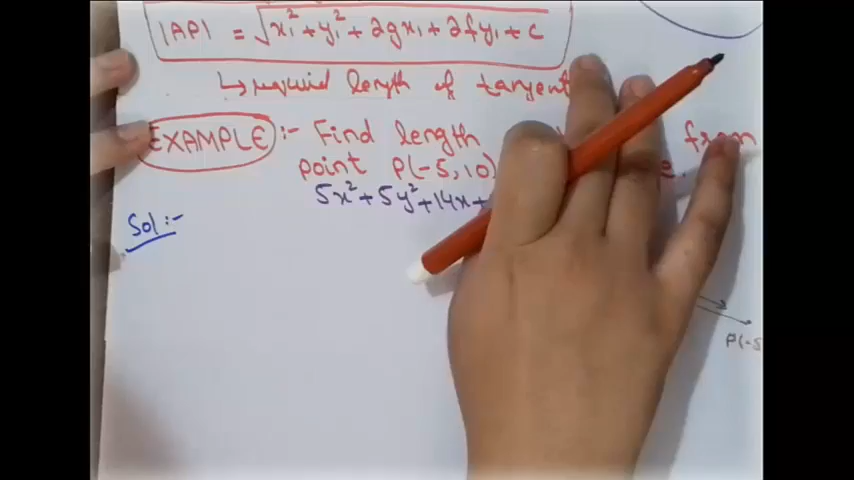 |AP| = √x₁² + y₁² + 2gx₁ + 2fy₁ + c
↳ required length of tangent
EXAMPLE :- Find length from
point P(-5, 10)
5x² + 5y² + 14x +
Sol :-
P(-5